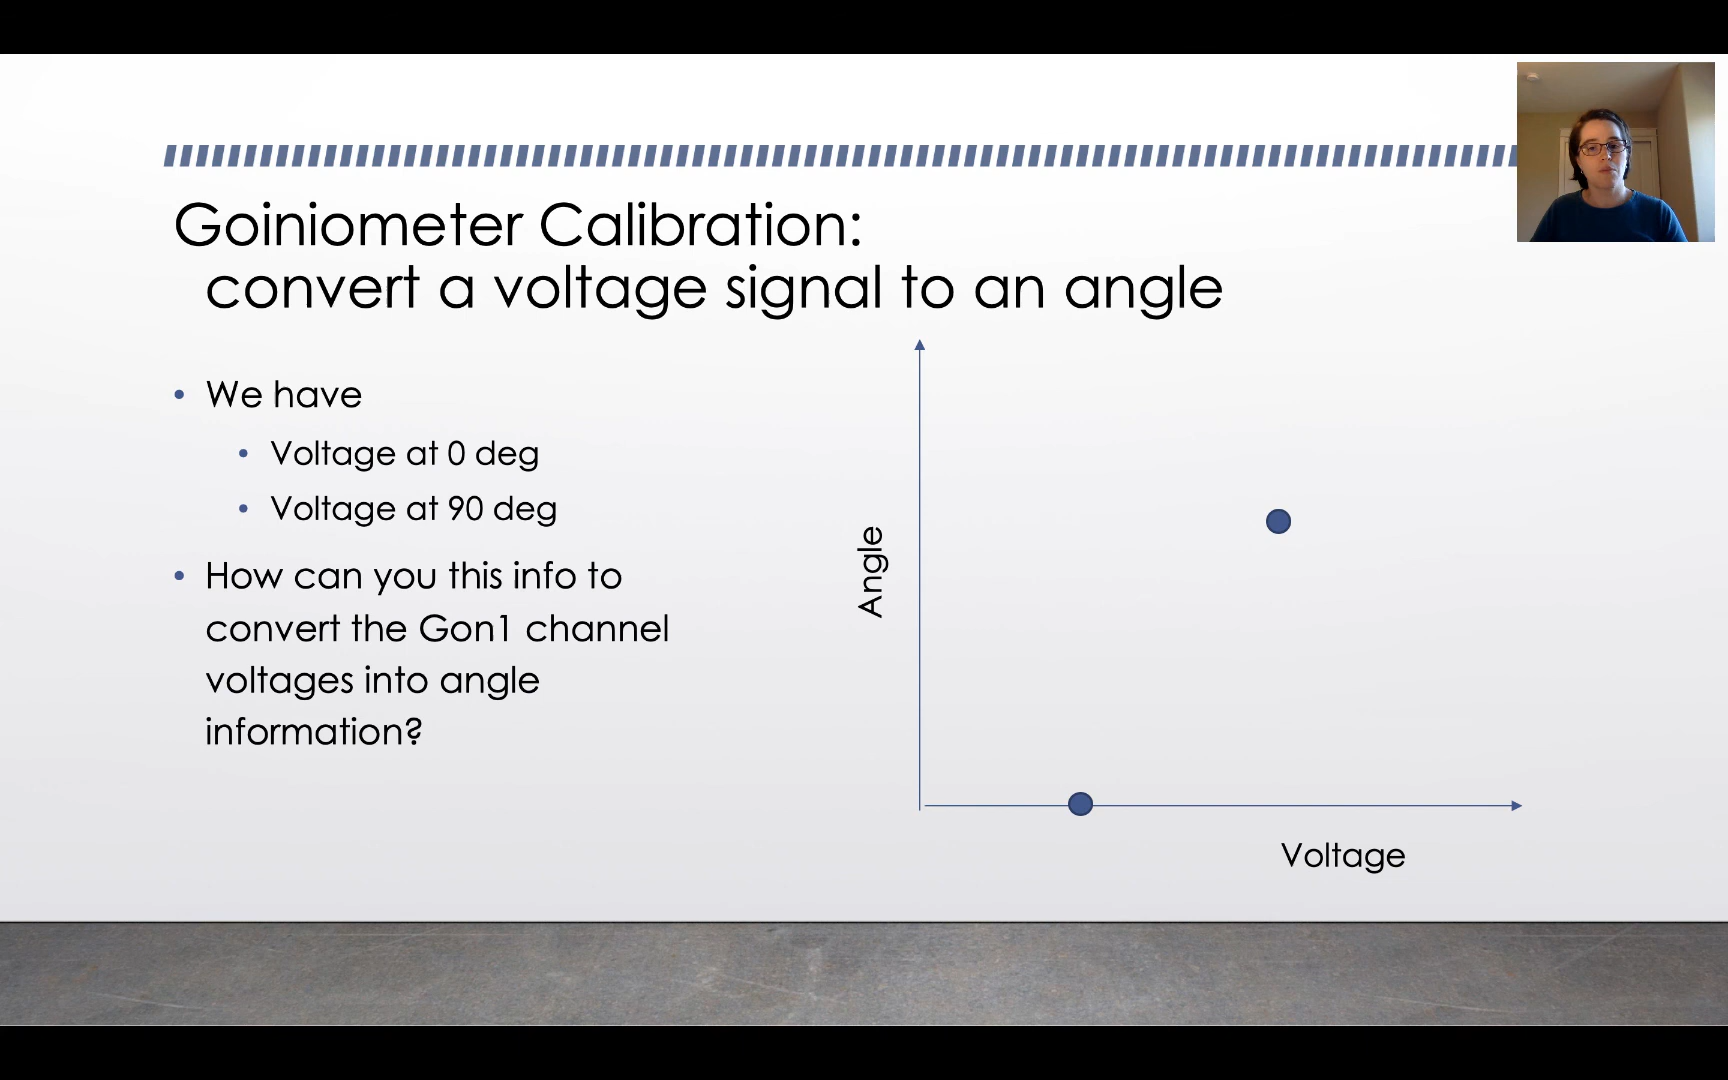 Goiniometer Calibration:
convert a voltage signal to an angle
• We have
• Voltage at 0 deg
• Voltage at 90 deg
• How can you this info to
convert the Gon1 channel
voltages into angle
information?
Angle
Voltage